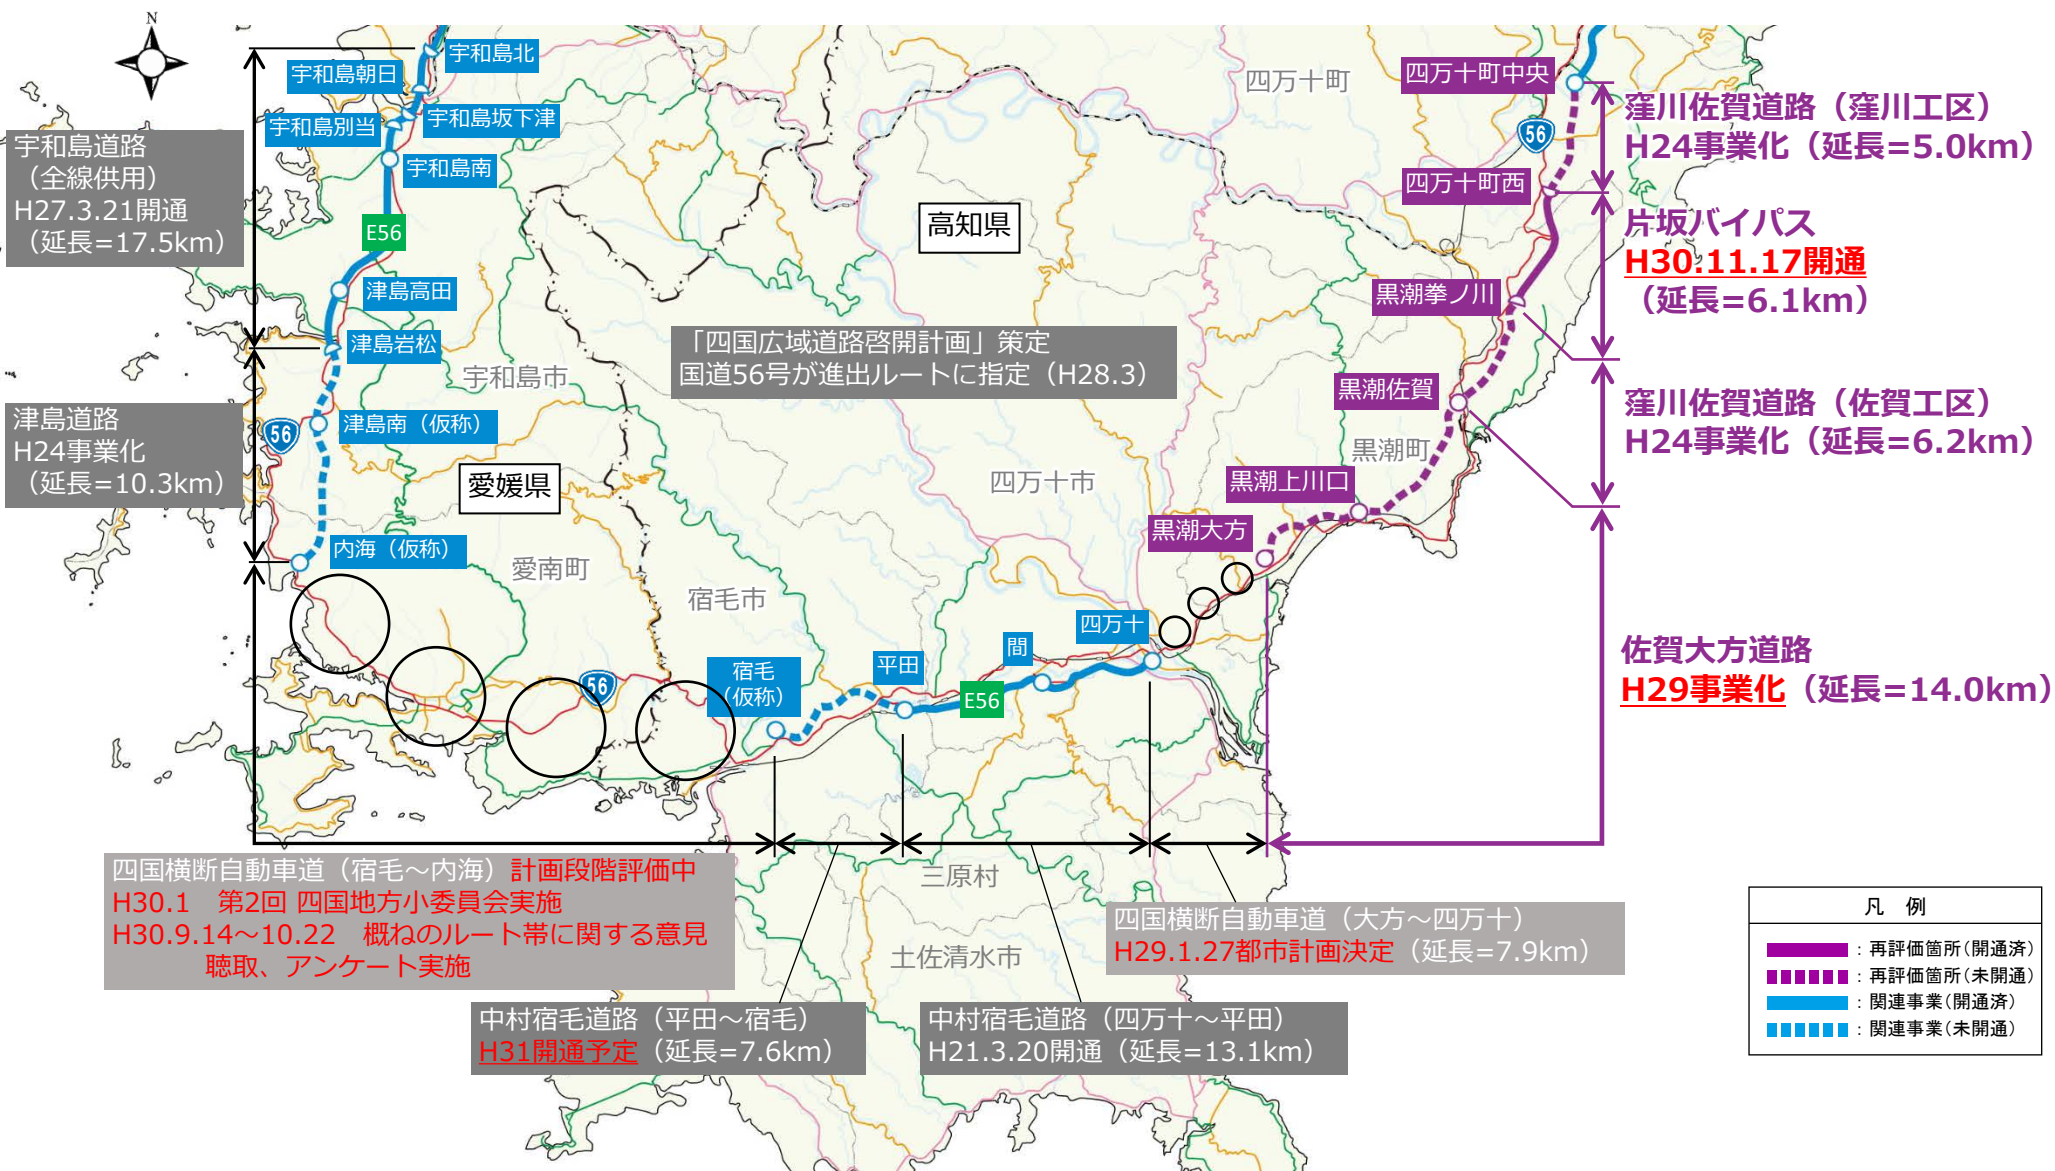 N
宇和島北
宇和島朝日
宇和島別当
宇和島坂下津
宇和島南
宇和島道路
（全線供用）
H27.3.21開通
（延長=17.5km）
E56
津島高田
津島岩松
宇和島市
津島道路
H24事業化
（延長=10.3km）
56
津島南（仮称）
愛媛県
内海（仮称）
愛南町
56
「四国広域道路啓開計画」策定
国道56号が進出ルートに指定（H28.3）
高知県
四万十町
四万十町中央
56
四万十町西
黒潮拳ノ川
黒潮佐賀
黒潮町
黒潮上川口
黒潮大方
四万十市
宿毛市
四万十
間
平田
宿毛
（仮称）
E56
窪川佐賀道路（窪川工区）
H24事業化（延長=5.0km）
片坂バイパス
H30.11.17開通
（延長=6.1km）
窪川佐賀道路（佐賀工区）
H24事業化（延長=6.2km）
佐賀大方道路
H29事業化（延長=14.0km）
四国横断自動車道（宿毛～内海）計画段階評価中
H30.1　第2回 四国地方小委員会実施
H30.9.14～10.22　概ねのルート帯に関する意見
聴取、アンケート実施
三原村
土佐清水市
四国横断自動車道（大方～四万十）
H29.1.27都市計画決定（延長=7.9km）
中村宿毛道路（平田～宿毛）
H31開通予定（延長=7.6km）
中村宿毛道路（四万十～平田）
H21.3.20開通（延長=13.1km）
凡　例
：再評価箇所（開通済）
：再評価箇所（未開通）
：関連事業（開通済）
：関連事業（未開通）